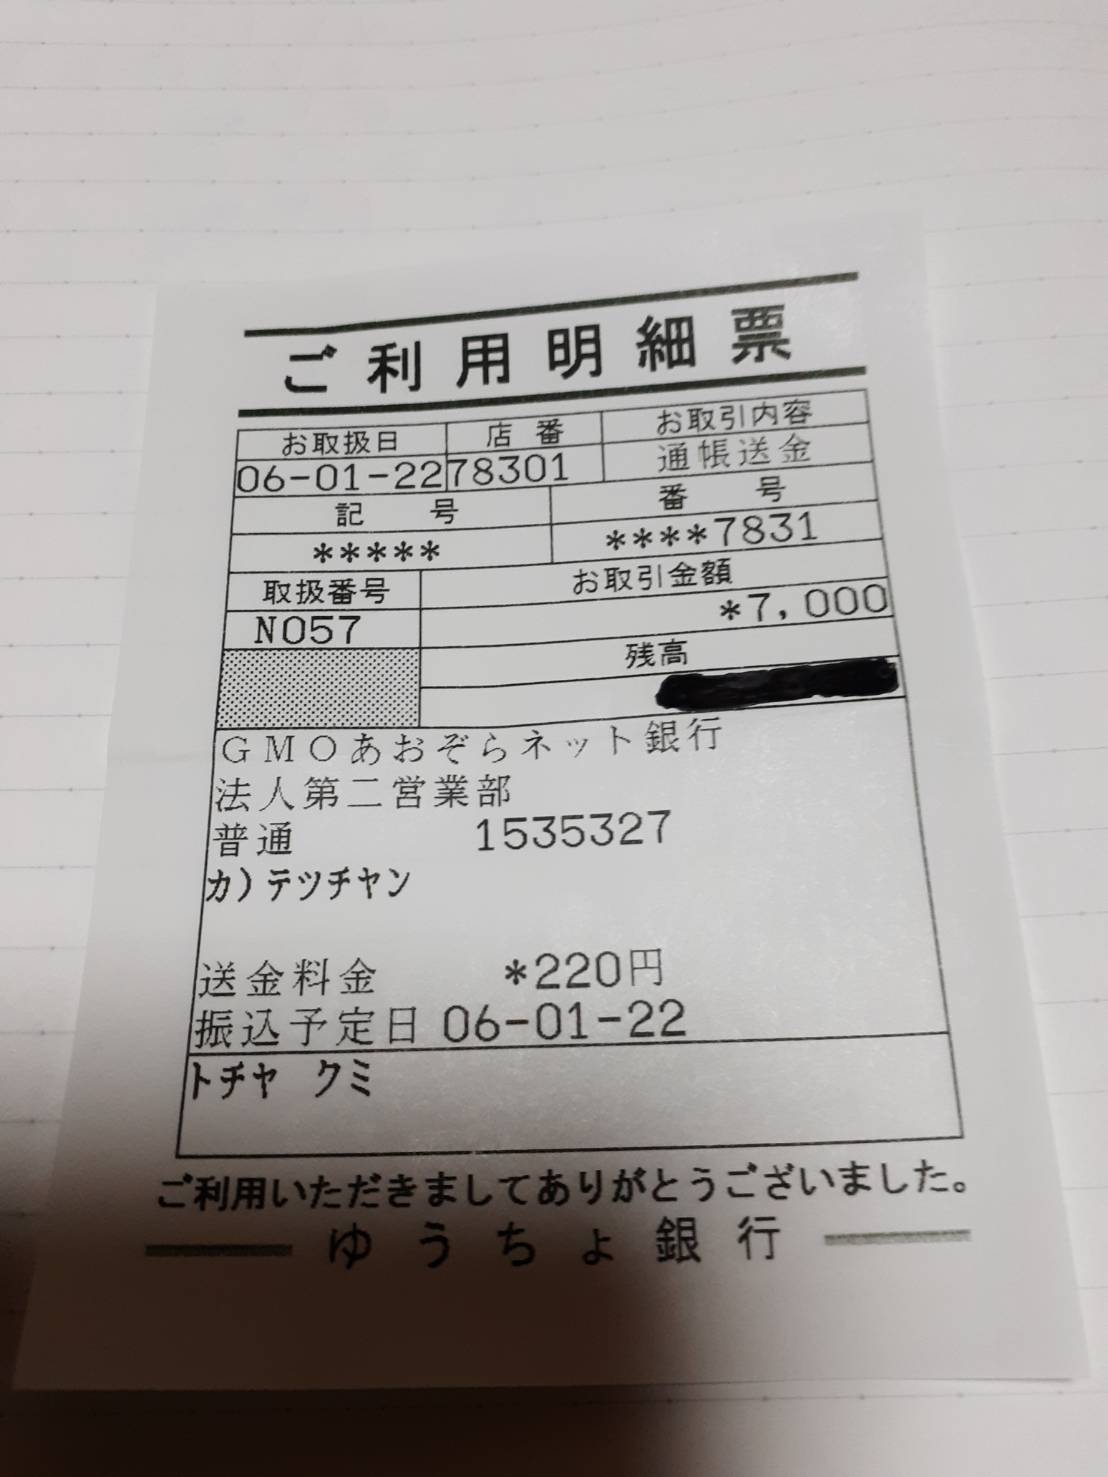 ご利用明細票
お取扱日 店番 お取引内容
06-01-22 78301 通帳送金
記号 番号
***** ****7831
取扱番号 お取引金額
N057 *7,000
残高
GMOあおぞらネット銀行
法人第二営業部
普通 1535327
カ)テツチヤン
送金料金 *220円
振込予定日 06-01-22
トチヤ クミ
ご利用いただきましてありがとうございました。
ゆうちょ銀行